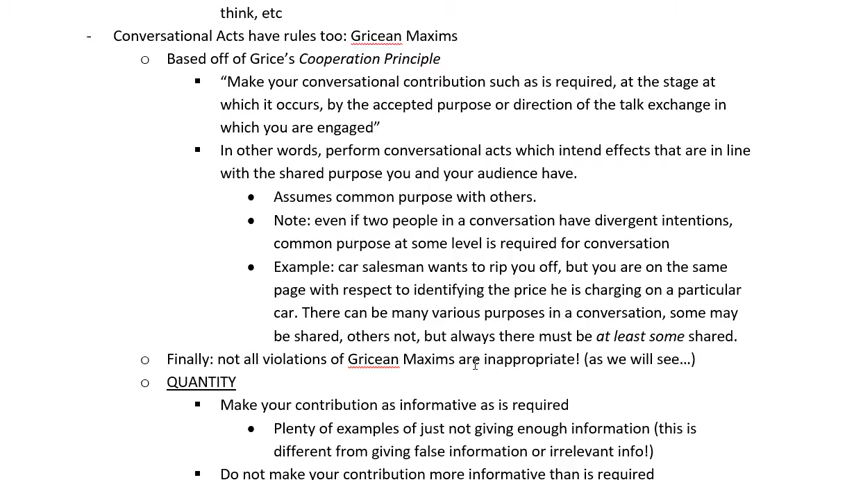 think, etc
- Conversational Acts have rules too: Gricean Maxims
o Based off of Grice’s Cooperation Principle
▪ “Make your conversational contribution such as is required, at the stage at
which it occurs, by the accepted purpose or direction of the talk exchange in
which you are engaged”
▪ In other words, perform conversational acts which intend effects that are in line
with the shared purpose you and your audience have.
• Assumes common purpose with others.
• Note: even if two people in a conversation have divergent intentions,
common purpose at some level is required for conversation
• Example: car salesman wants to rip you off, but you are on the same
page with respect to identifying the price he is charging on a particular
car. There can be many various purposes in a conversation, some may
be shared, others not, but always there must be at least some shared.
o Finally: not all violations of Gricean Maxims are inappropriate! (as we will see…)
o QUANTITY
▪ Make your contribution as informative as is required
• Plenty of examples of just not giving enough information (this is
different from giving false information or irrelevant info!)
▪ Do not make your contribution more informative than is required